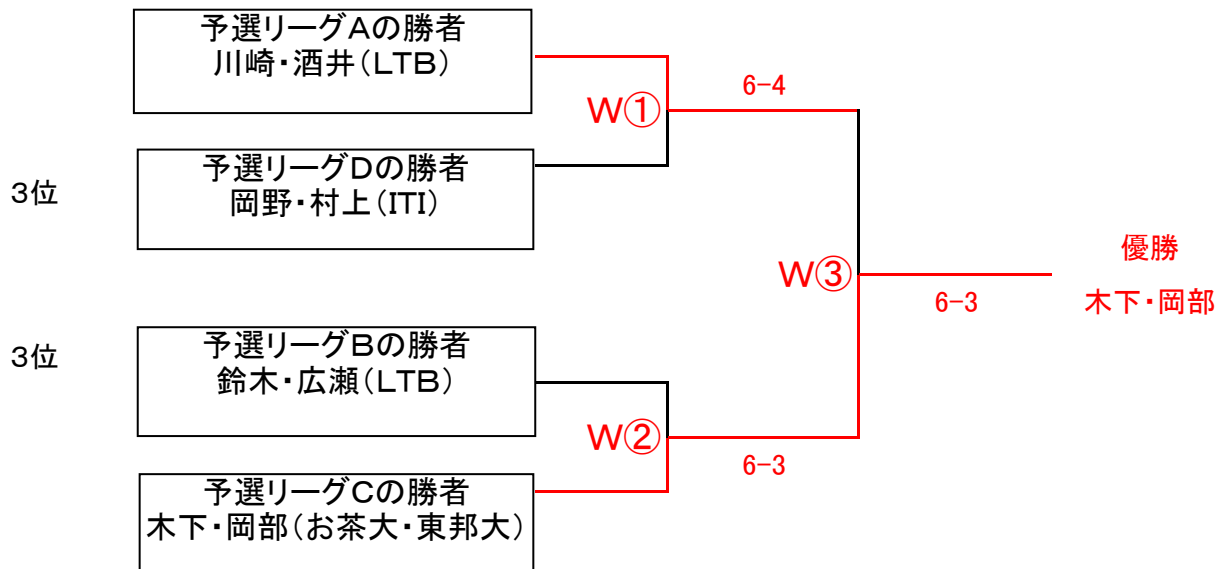 予選リーグAの勝者
川崎・酒井(LTB)
6-4
W①
3位
予選リーグDの勝者
岡野・村上(ITI)
優勝
W③
6-3
木下・岡部
3位
予選リーグBの勝者
鈴木・広瀬(LTB)
W②
6-3
予選リーグCの勝者
木下・岡部(お茶大・東邦大)